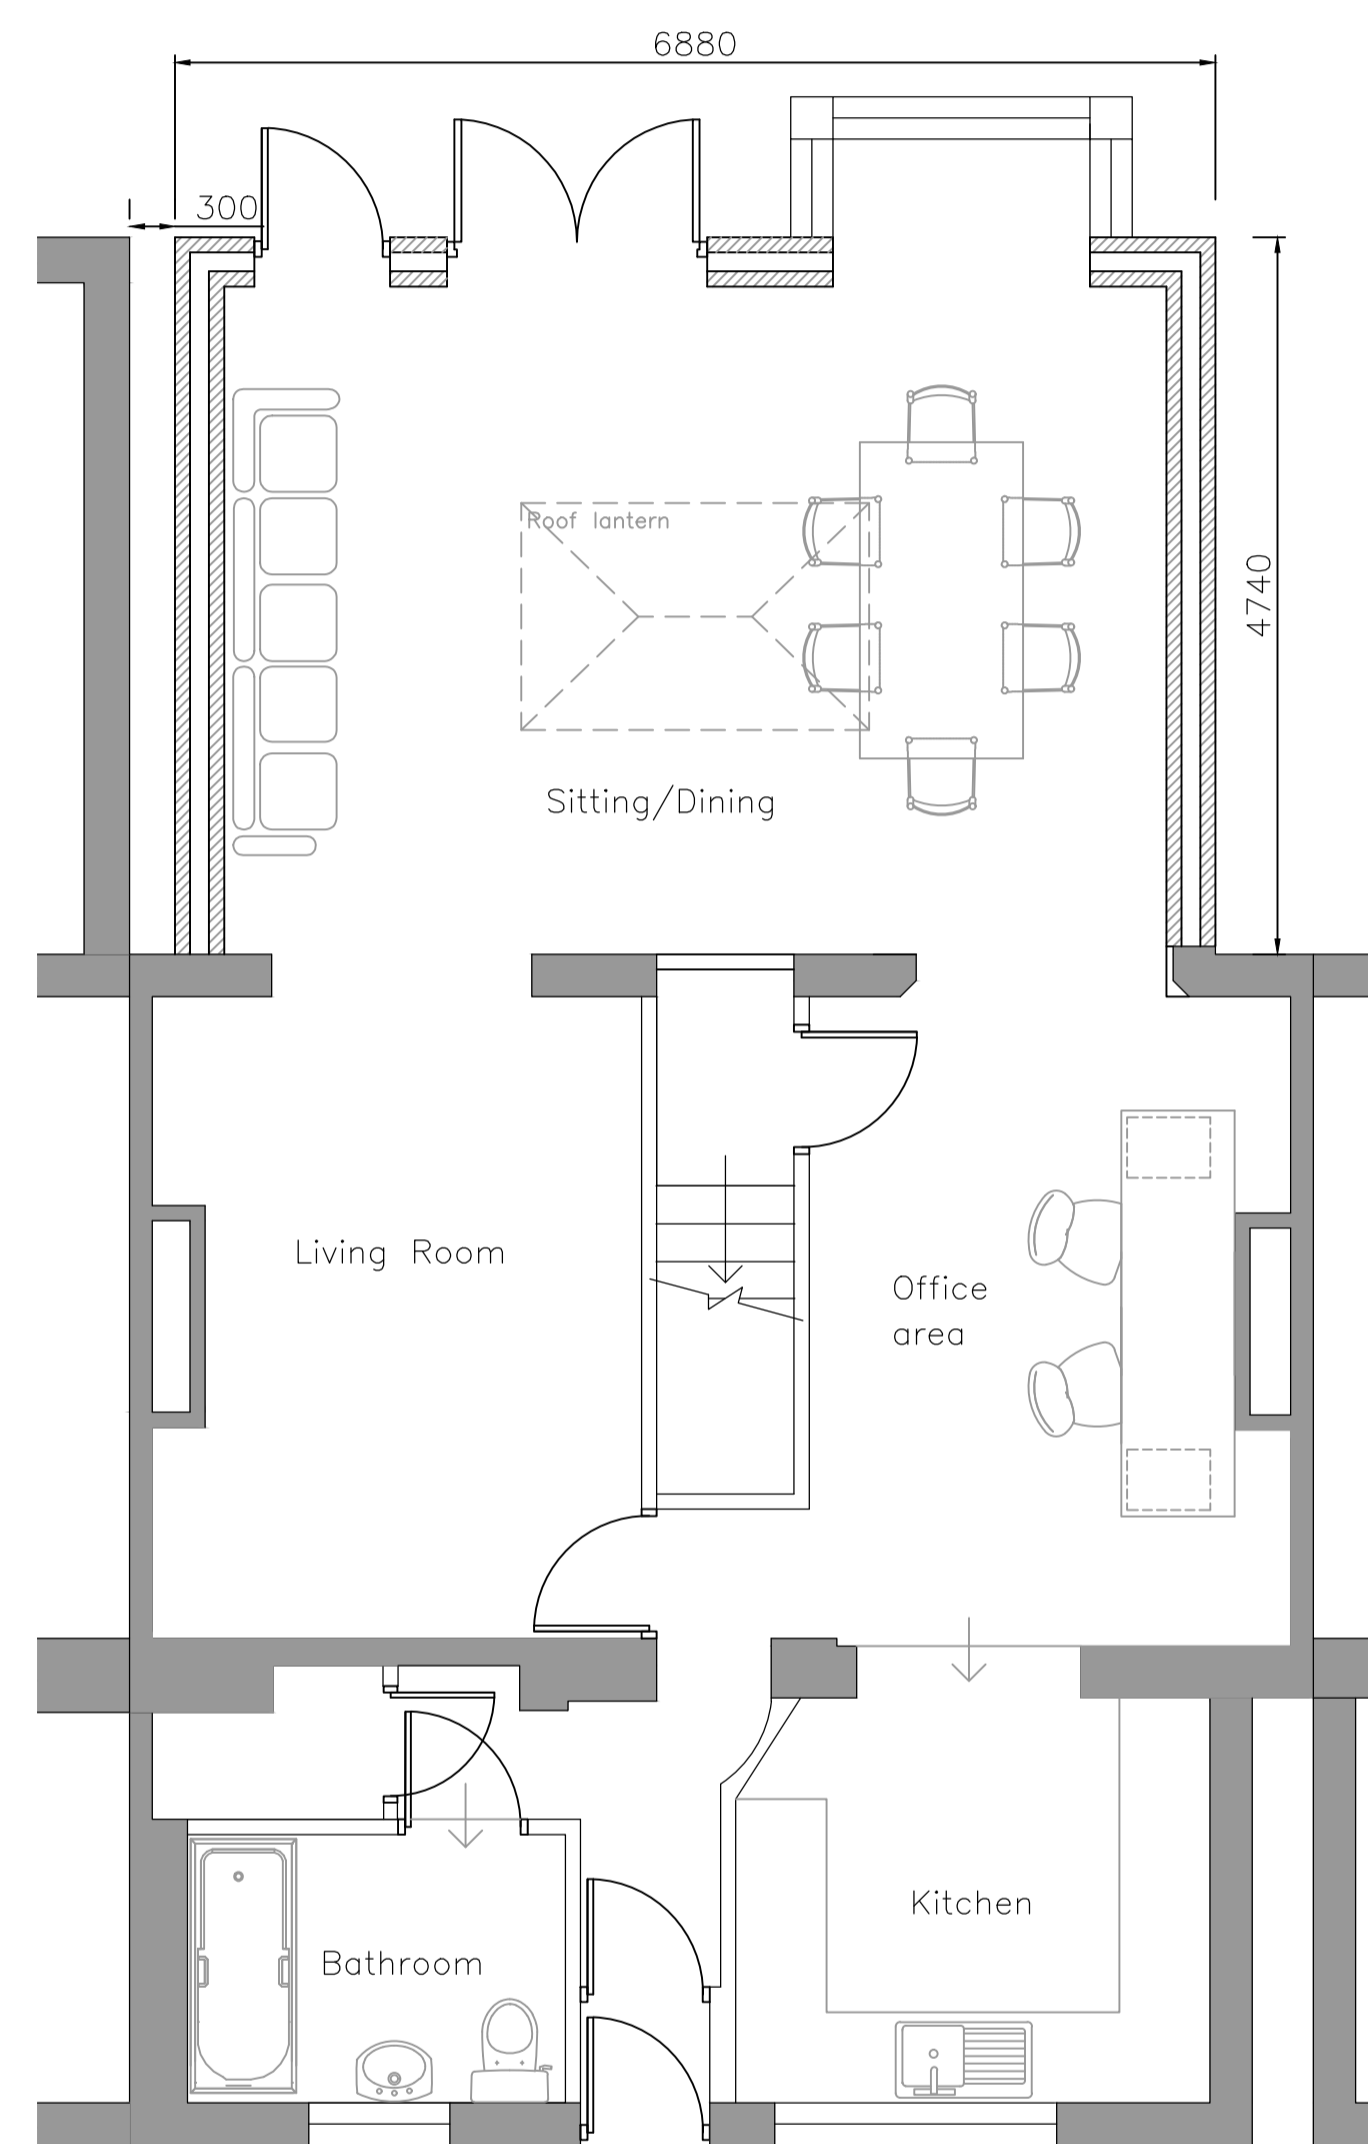 6880
300
Roof lantern
4740
Sitting/Dining
Living Room
Office
area
Kitchen
Bathroom